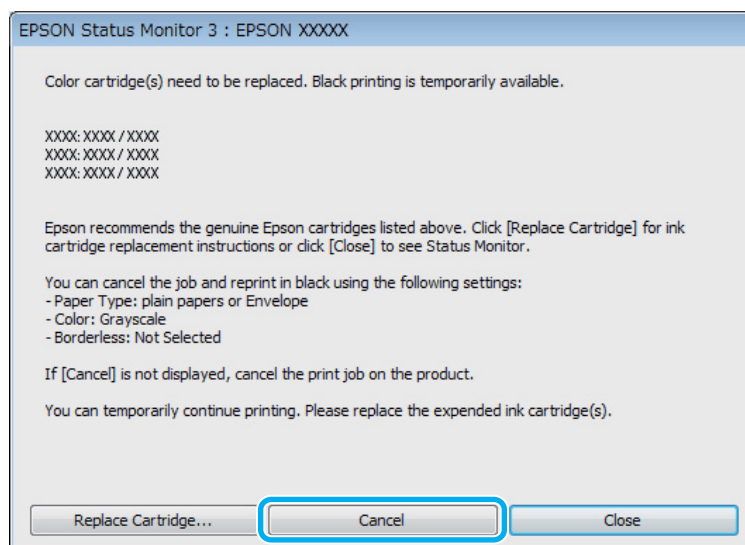 EPSON Status Monitor 3 : EPSON XXXXX
Color cartridge(s) need to be replaced. Black printing is temporarily available.
XXXX: XXXX / XXXX
XXXX: XXXX / XXXX
XXXX: XXXX / XXXX
Epson recommends the genuine Epson cartridges listed above. Click [Replace Cartridge] for ink
cartridge replacement instructions or click [Close] to see Status Monitor.
You can cancel the job and reprint in black using the following settings:
- Paper Type: plain papers or Envelope
- Color: Grayscale
- Borderless: Not Selected
If [Cancel] is not displayed, cancel the print job on the product.
You can temporarily continue printing. Please replace the expended ink cartridge(s).
Replace Cartridge... Cancel Close